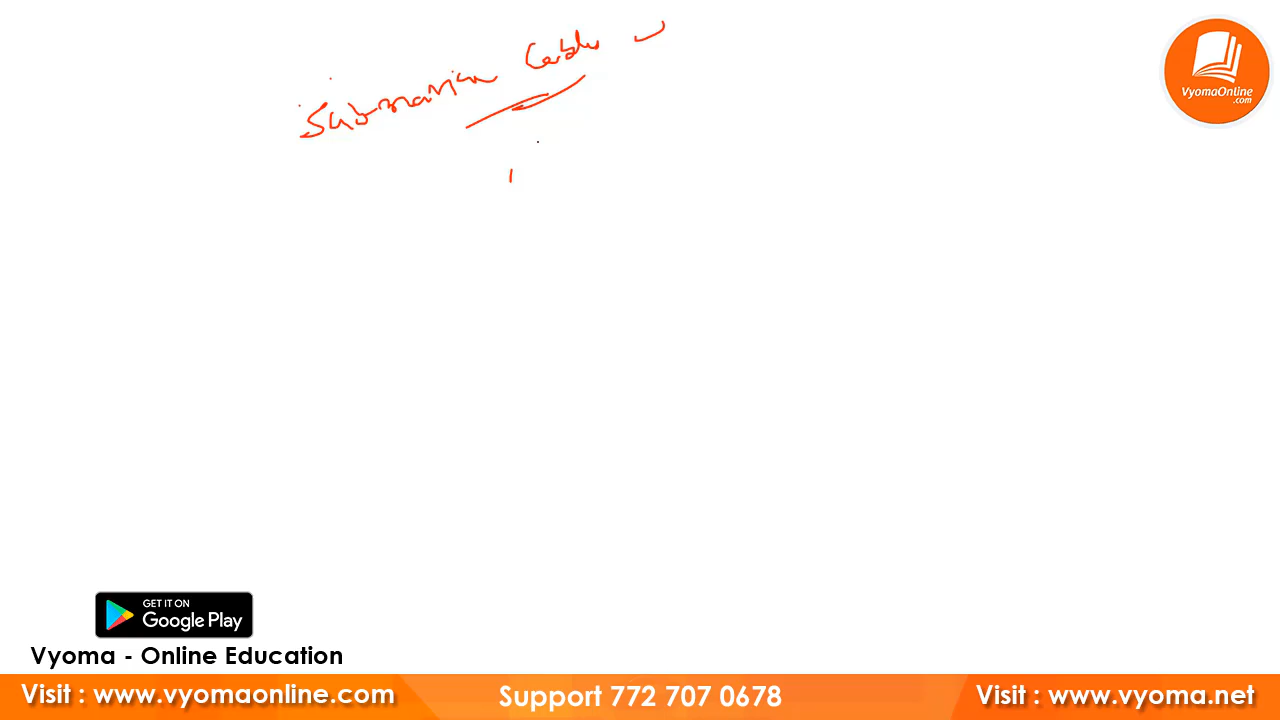 Submarine Cables
VyomaOnline
.com
GET IT ON
Google Play
Vyoma - Online Education
Visit : www.vyomaonline.com
Support 772 707 0678
Visit : www.vyoma.net